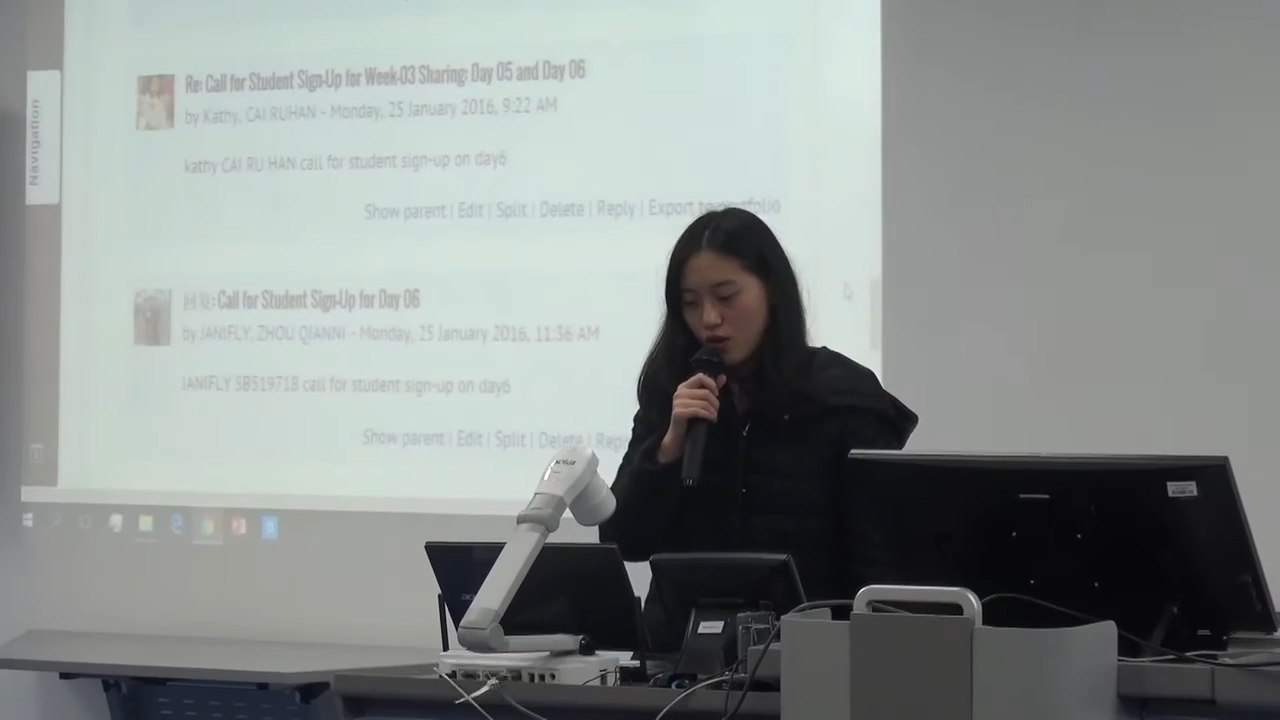 Navigation
Re: Call for Student Sign-Up for Week-03 Sharing: Day 05 and Day 06
by Kathy, CAI RUHAN - Monday, 25 January 2016, 9:22 AM
kathy CAI RU HAN call for student sign-up on day6
Show parent | Edit | Split | Delete | Reply | Export to portfolio
回覆: Call for Student Sign-Up for Day 06
by JANIFLY, ZHOU QIANNI - Monday, 25 January 2016, 11:36 AM
JANIFLY SB519718 call for student sign-up on day6
Show parent | Edit | Split | Delete | Reply